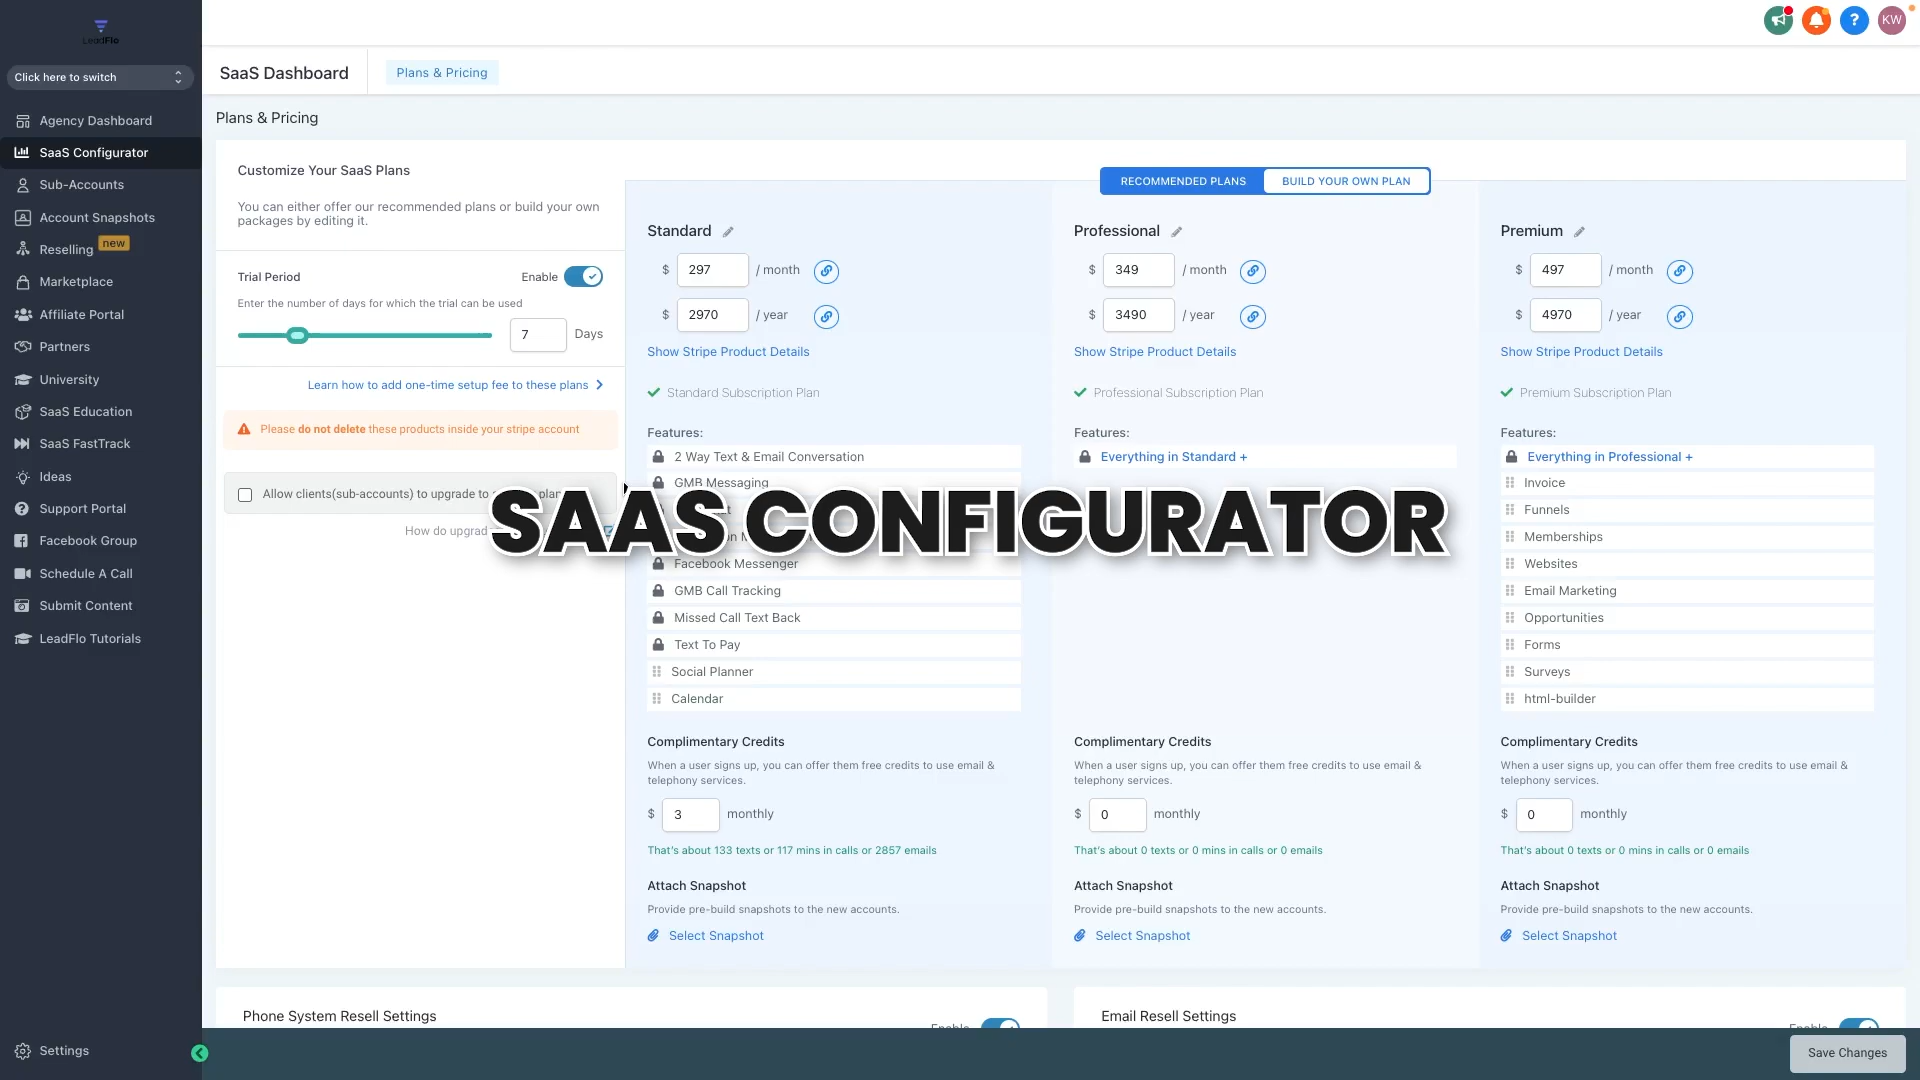 LeadFlo
Click here to switch
Agency Dashboard
SaaS Configurator
Sub-Accounts
Account Snapshots
Reselling new
Marketplace
Affiliate Portal
Partners
University
SaaS Education
SaaS FastTrack
Ideas
Support Portal
Facebook Group
Schedule A Call
Submit Content
LeadFlo Tutorials
Settings
?
KW
SaaS Dashboard
Plans & Pricing
Plans & Pricing
Customize Your SaaS Plans
You can either offer our recommended plans or build your own
packages by editing it.
Trial Period
Enable
Enter the number of days for which the trial can be used
7 Days
Learn how to add one-time setup fee to these plans
Please do not delete these products inside your stripe account
Allow clients(sub-accounts) to upgrade to
How do
SAAS CONFIGURATOR
RECOMMENDED PLANS
BUILD YOUR OWN PLAN
Standard
$ 297 / month
$ 2970 / year
Show Stripe Product Details
Standard Subscription Plan
Features:
2 Way Text & Email Conversation
GMB Messaging
Facebook Messenger
GMB Call Tracking
Missed Call Text Back
Text To Pay
Social Planner
Calendar
Complimentary Credits
When a user signs up, you can offer them free credits to use email &
telephony services.
$ 3 monthly
That's about 133 texts or 117 mins in calls or 2857 emails
Attach Snapshot
Provide pre-build snapshots to the new accounts.
Select Snapshot
Professional
$ 349 / month
$ 3490 / year
Show Stripe Product Details
Professional Subscription Plan
Features:
Everything in Standard +
Complimentary Credits
When a user signs up, you can offer them free credits to use email &
telephony services.
$ 0 monthly
That's about 0 texts or 0 mins in calls or 0 emails
Attach Snapshot
Provide pre-build snapshots to the new accounts.
Select Snapshot
Premium
$ 497 / month
$ 4970 / year
Show Stripe Product Details
Premium Subscription Plan
Features:
Everything in Professional +
Invoice
Funnels
Memberships
Websites
Email Marketing
Opportunities
Forms
Surveys
html-builder
Complimentary Credits
When a user signs up, you can offer them free credits to use email &
telephony services.
$ 0 monthly
That's about 0 texts or 0 mins in calls or 0 emails
Attach Snapshot
Provide pre-build snapshots to the new accounts.
Select Snapshot
Phone System Resell Settings
Enable
Email Resell Settings
Enable
Save Changes